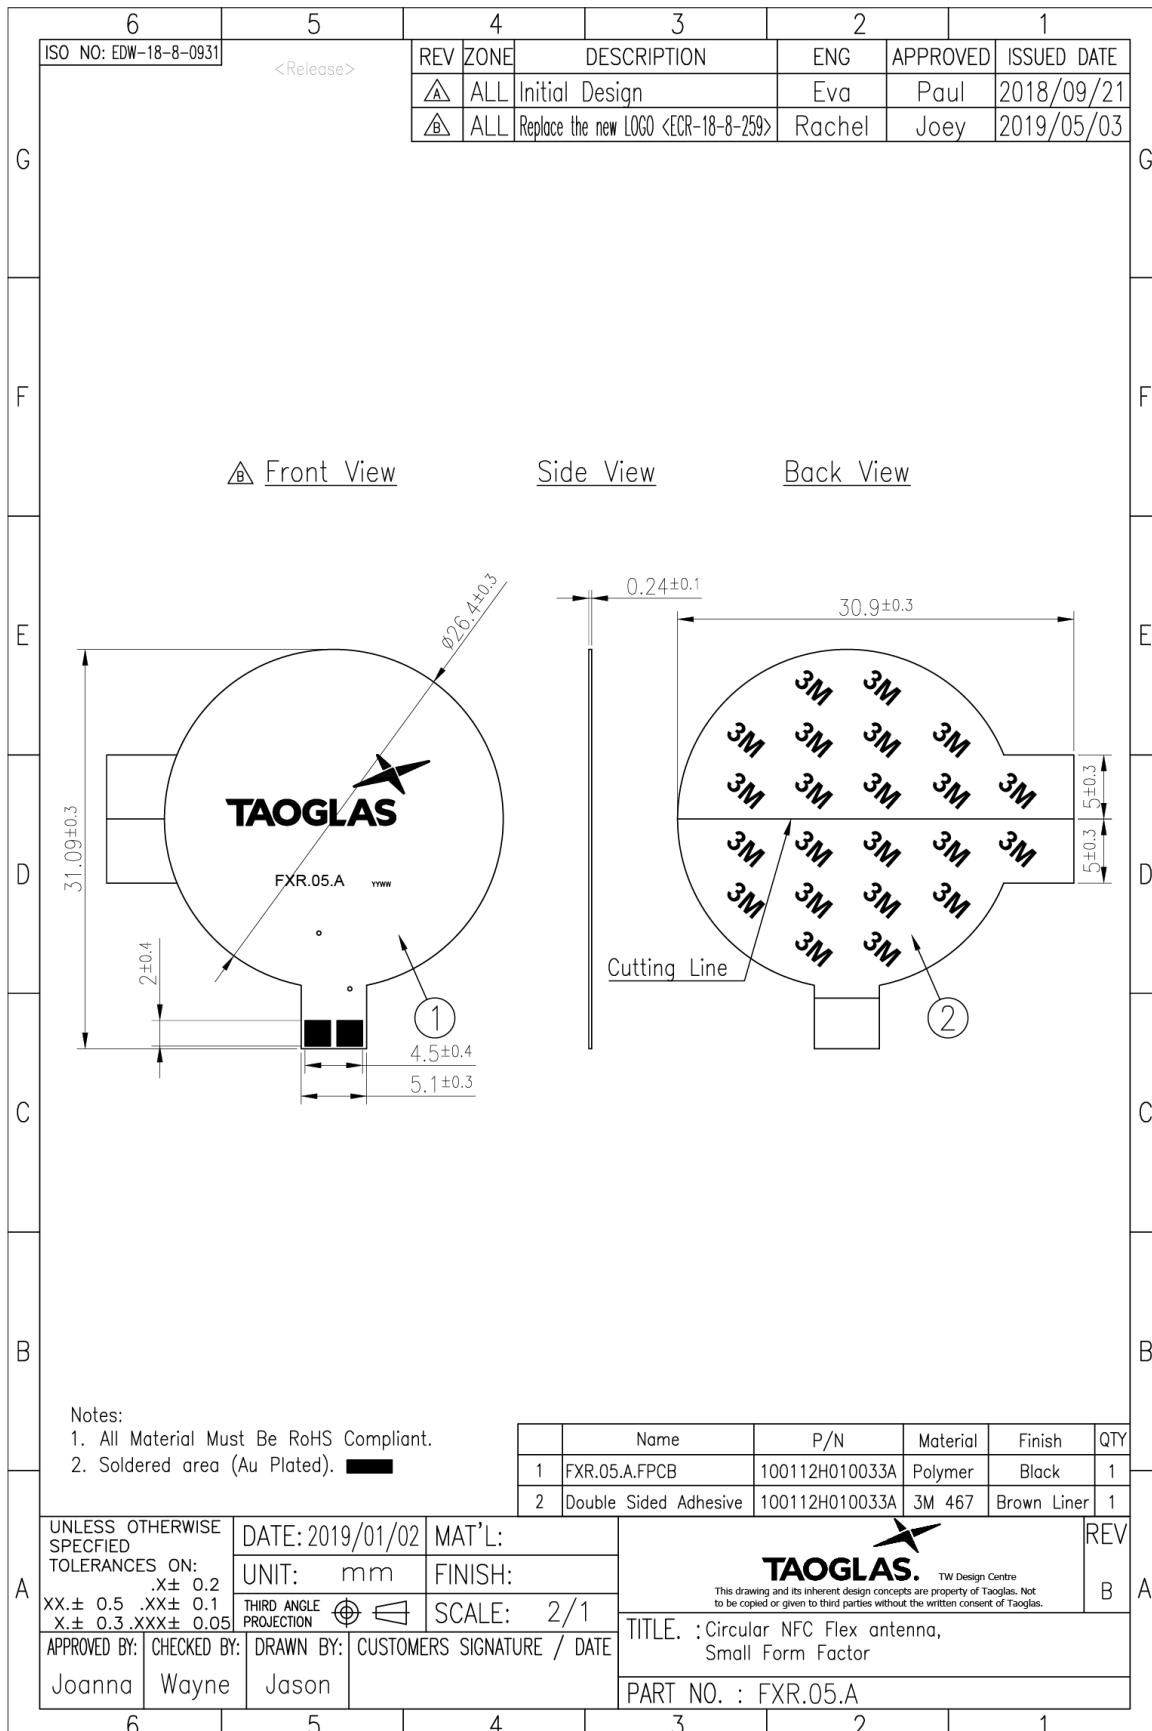 6 5 4 3 2 1
ISO NO: EDW-18-8-0931
<Release>
REV ZONE DESCRIPTION ENG APPROVED ISSUED DATE
A ALL Initial Design Eva Paul 2018/09/21
B ALL Replace the new LOGO <ECR-18-8-259> Rachel Joey 2019/05/03
G G
F F
B Front View Side View Back View
E E
ø26.4±0.3
0.24±0.1
30.9±0.3
3M 3M
3M 3M 3M 3M
3M 3M 3M 3M 3M
3M 3M 3M 3M 3M
3M 3M 3M 3M
3M 3M
5±0.3
5±0.3
TAOGLAS
FXR.05.A YYWW
31.09±0.3
D D
2±0.4
Cutting Line
1
2
4.5±0.4
5.1±0.3
C C
B B
Notes:
1. All Material Must Be RoHS Compliant.
2. Soldered area (Au Plated).
Name P/N Material Finish QTY
1 FXR.05.A.FPCB 100112H010033A Polymer Black 1
2 Double Sided Adhesive 100112H010033A 3M 467 Brown Liner 1
UNLESS OTHERWISE
SPECFIED
TOLERANCES ON:
.X± 0.2
XX.± 0.5 .XX± 0.1
X.± 0.3 .XXX± 0.05
DATE: 2019/01/02 MAT'L:
UNIT: mm FINISH:
THIRD ANGLE
PROJECTION
SCALE: 2/1
TAOGLAS. TW Design Centre
This drawing and its inherent design concepts are property of Taoglas. Not
to be copied or given to third parties without the written consent of Taoglas.
REV
B
A A
APPROVED BY: CHECKED BY: DRAWN BY: CUSTOMERS SIGNATURE / DATE
Joanna Wayne Jason
TITLE. : Circular NFC Flex antenna,
Small Form Factor
PART NO. : FXR.05.A
6 5 4 3 2 1